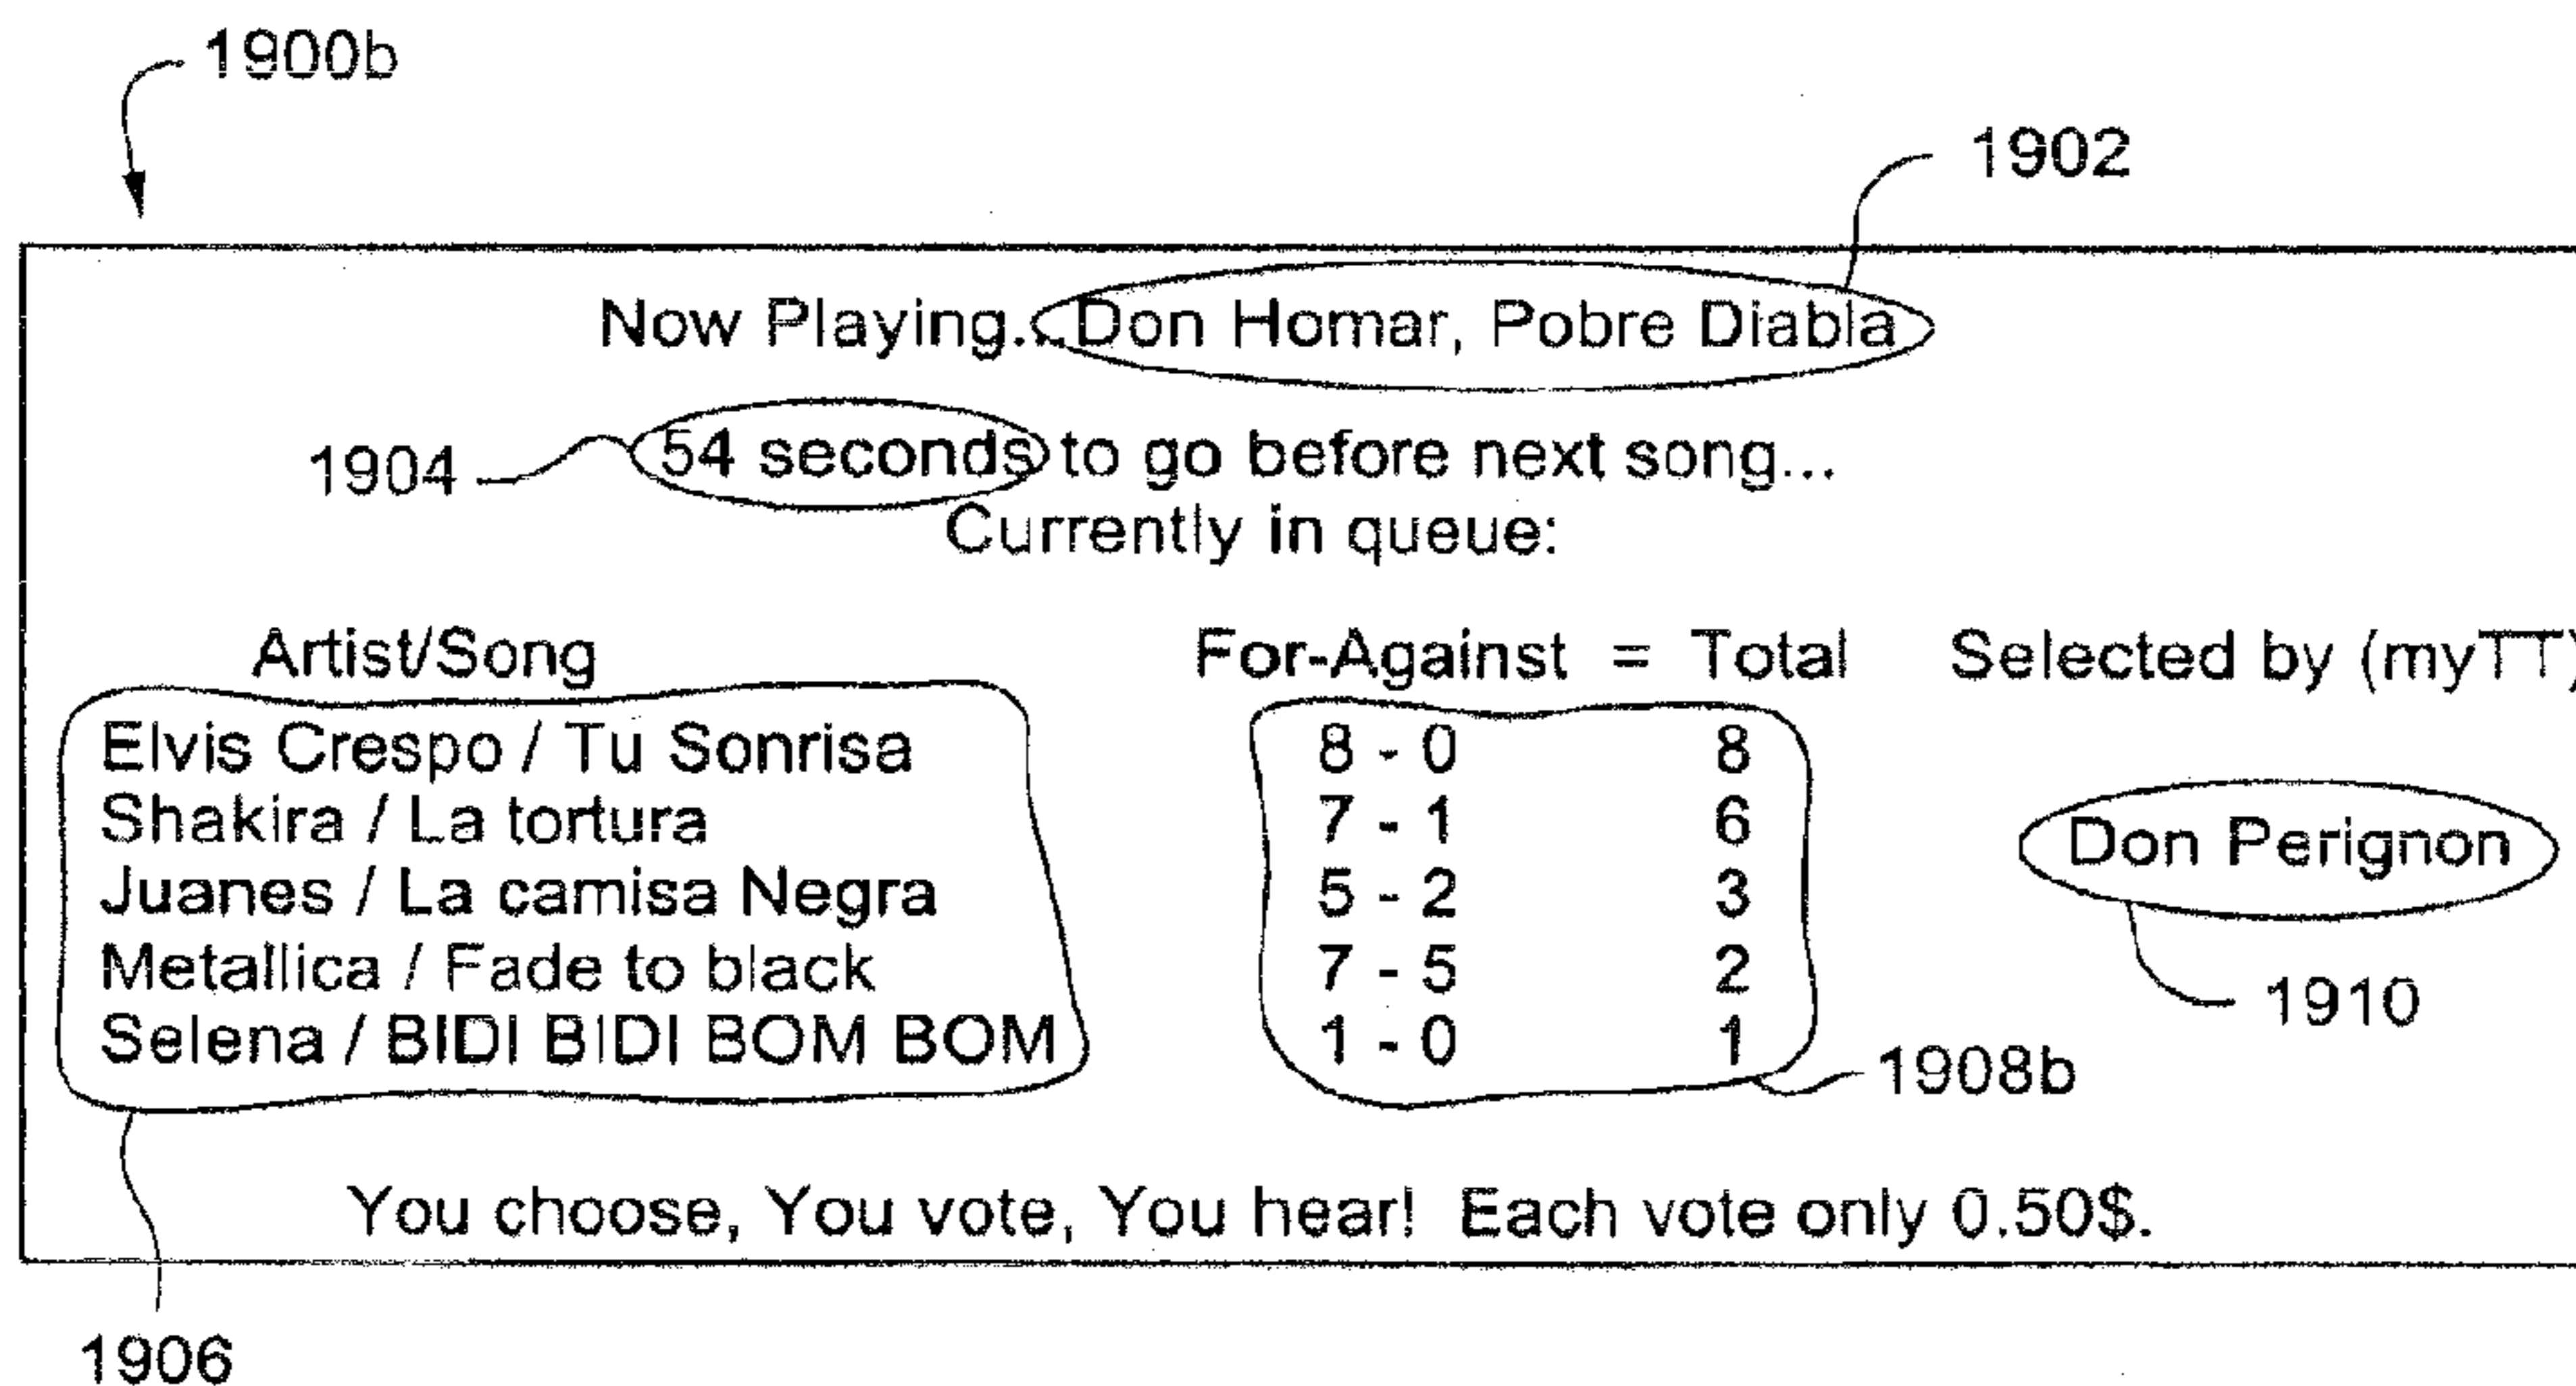 1900b
1902
Now Playing... Don Homar, Pobre Diabla
1904 54 seconds to go before next song...
Currently in queue:
Artist/Song For-Against = Total Selected by (myTT)
Elvis Crespo / Tu Sonrisa 8 - 0 8
Shakira / La tortura 7 - 1 6 Don Perignon
Juanes / La camisa Negra 5 - 2 3
Metallica / Fade to black 7 - 5 2
1910
Selena / BIDI BIDI BOM BOM 1 - 0 1
1908b
You choose, You vote, You hear! Each vote only 0.50$.
1906